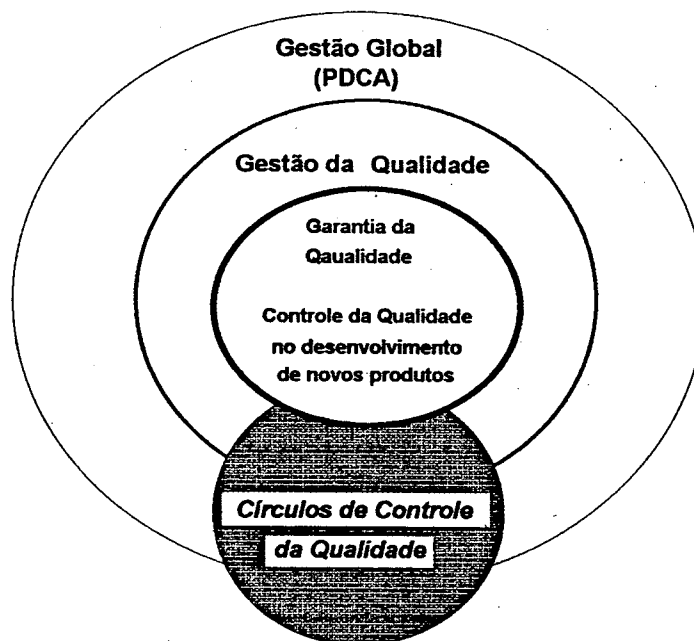 Gestão Global
(PDCA)
Gestão da Qualidade
Garantia da
Qaualidade
Controle da Qualidade
no desenvolvimento
de novos produtos
Círculos de Controle
da Qualidade